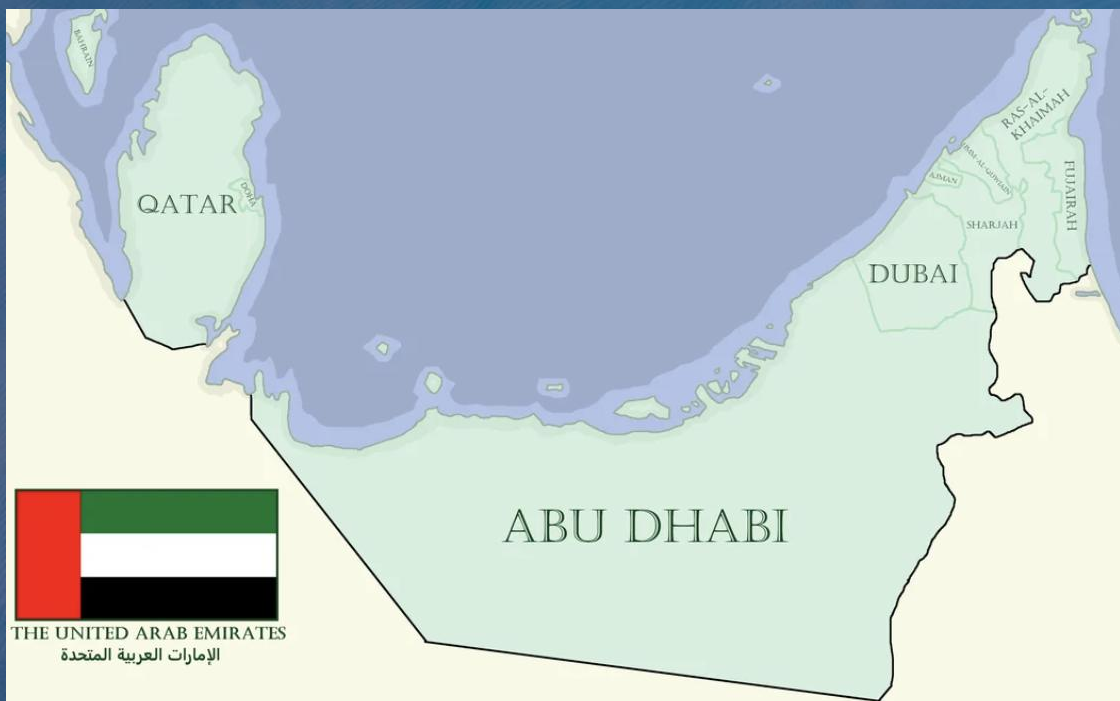 BAHRAIN
QATAR
DOHA
RAS-AL-
KHAIMAH
UMM-AL-QUWIAIN
AJMAN
FUJAIRAH
SHARJAH
DUBAI
ABU DHABI
THE UNITED ARAB EMIRATES
الإمارات العربية المتحدة